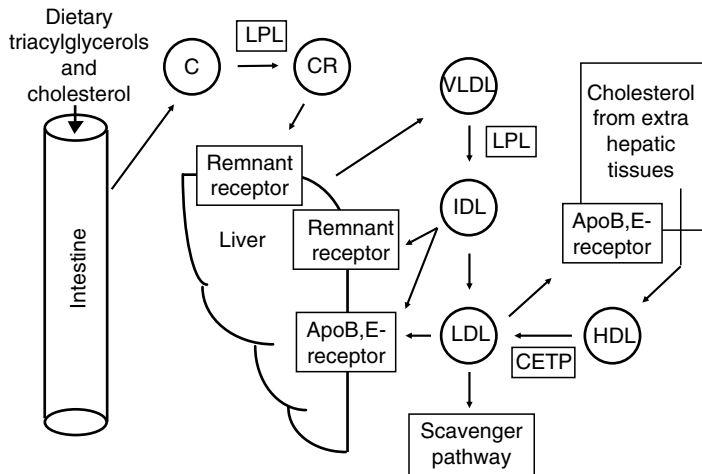 Dietary
triacylglycerols
and
cholesterol
Intestine
C
LPL
CR
Remnant
receptor
Liver
Remnant
receptor
ApoB,E-
receptor
VLDL
LPL
IDL
LDL
Scavenger
pathway
CETP
HDL
Cholesterol
from extra
hepatic
tissues
ApoB,E-
receptor